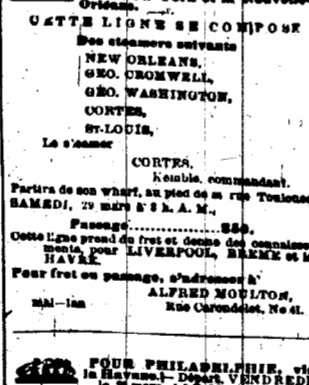 Orléans.
CETTE LIGNE SE COMPOSE
Des steamers suivants
NEW ORLEANS,
GEO. CROMWELL,
GEO. WASHINGTON,
CORTES,
ST-LOUIS,
Le steamer
CORTES,
Kemble, commandant.
Partira de son wharf, au pied de la rue Toulouse
SAMEDI, 29 mars à 8 h. A. M.,
Passage..................$50.
Cette ligne prend du fret et donne des connaisse
ments, pour LIVERPOOL, BREME et le
HAVRE.
Pour fret ou passage, s'adresser à
ALFRED MOULTON,
Rue Carondelet, No 41.
POUR PHILADELPHIE, via
la Havane.— Départ, VENDREDI